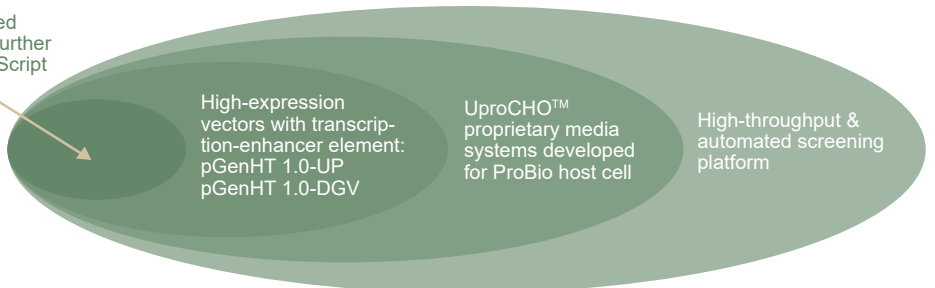 ed
urther
Script
High-expression
vectors with transcrip-
tion-enhancer element:
pGenHT 1.0-UP
pGenHT 1.0-DGV
UproCHO™
proprietary media
systems developed
for ProBio host cell
High-throughput &
automated screening
platform